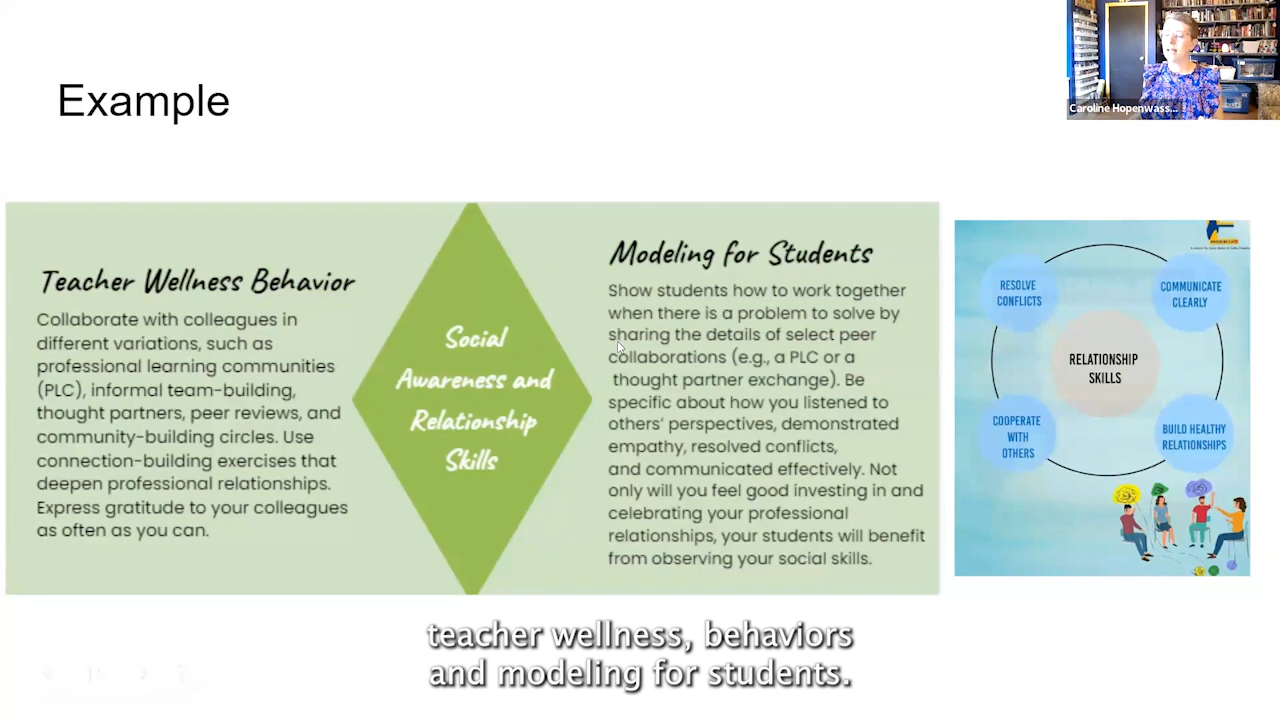 Example
Caroline Hopenwass...
Teacher Wellness Behavior
Collaborate with colleagues in
different variations, such as
professional learning communities
(PLC), informal team-building,
thought partners, peer reviews, and
community-building circles. Use
connection-building exercises that
deepen professional relationships.
Express gratitude to your colleagues
as often as you can.
Social
Awareness and
Relationship
Skills
Modeling for Students
Show students how to work together
when there is a problem to solve by
sharing the details of select peer
collaborations (e.g., a PLC or a
thought partner exchange). Be
specific about how you listened to
others' perspectives, demonstrated
empathy, resolved conflicts,
and communicated effectively. Not
only will you feel good investing in and
celebrating your professional
relationships, your students will benefit
from observing your social skills.
RESOLVE
CONFLICTS
COMMUNICATE
CLEARLY
RELATIONSHIP
SKILLS
COOPERATE
WITH
OTHERS
BUILD HEALTHY
RELATIONSHIPS
teacher wellness, behaviors
and modeling for students.